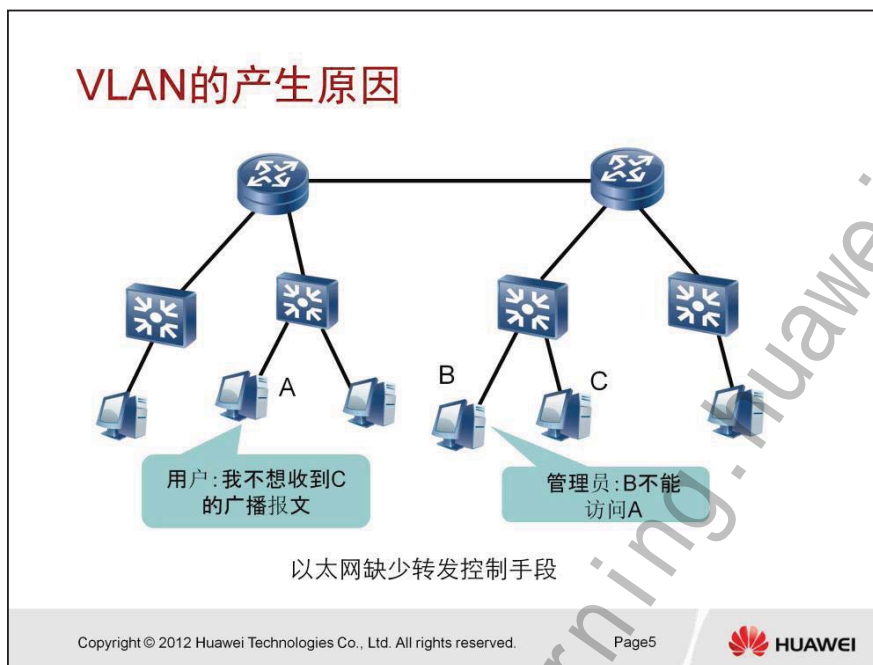 VLAN的产生原因
A
B
C
用户:我不想收到C
的广播报文
管理员:B不能
访问A
以太网缺少转发控制手段
Copyright © 2012 Huawei Technologies Co., Ltd. All rights reserved.
Page5
HUAWEI
rning.huawei.